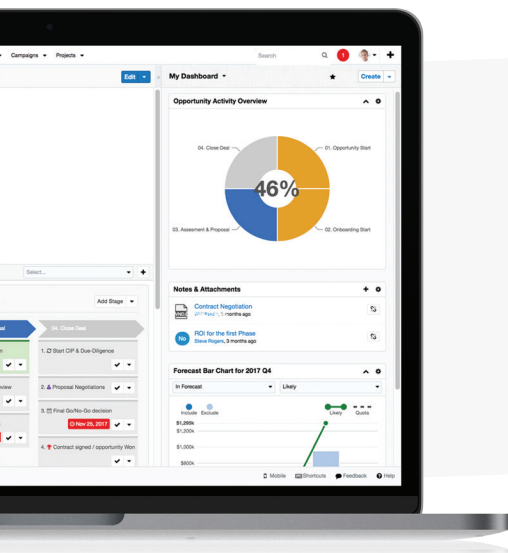 Campaigns
Projects
Search
1
Edit
My Dashboard
Create
Opportunity Activity Overview
04. Close Deal
01. Opportunity Start
46%
03. Assesment & Proposal
02. Onboarding Start
Select...
Notes & Attachments
Contract Negotiation
months ago
No
ROI for the first Phase
Steve Rogers, 3 months ago
Add Stage
04. Close Deal
1. Start CIP & Due-Diligence
2. Proposal Negotiations
3. Final Go/No-Go decision
Nov 25, 2017
4. Contract signed / opportunity Won
Forecast Bar Chart for 2017 Q4
In Forecast
Likely
Include Exclude
Likely Quota
$1,295k
$1,200k
$1,000k
$800k
Mobile Shortcuts Feedback Help